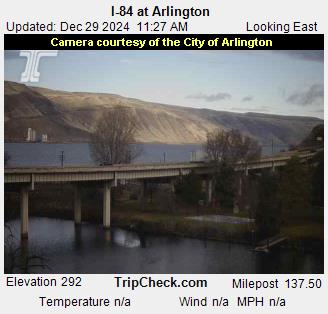 I-84 at Arlington
Updated: Dec 29 2024 11:27 AM Looking East
Camera courtesy of the City of Arlington
Elevation 292 TripCheck.com Milepost 137.50
Temperature n/a Wind n/a MPH n/a